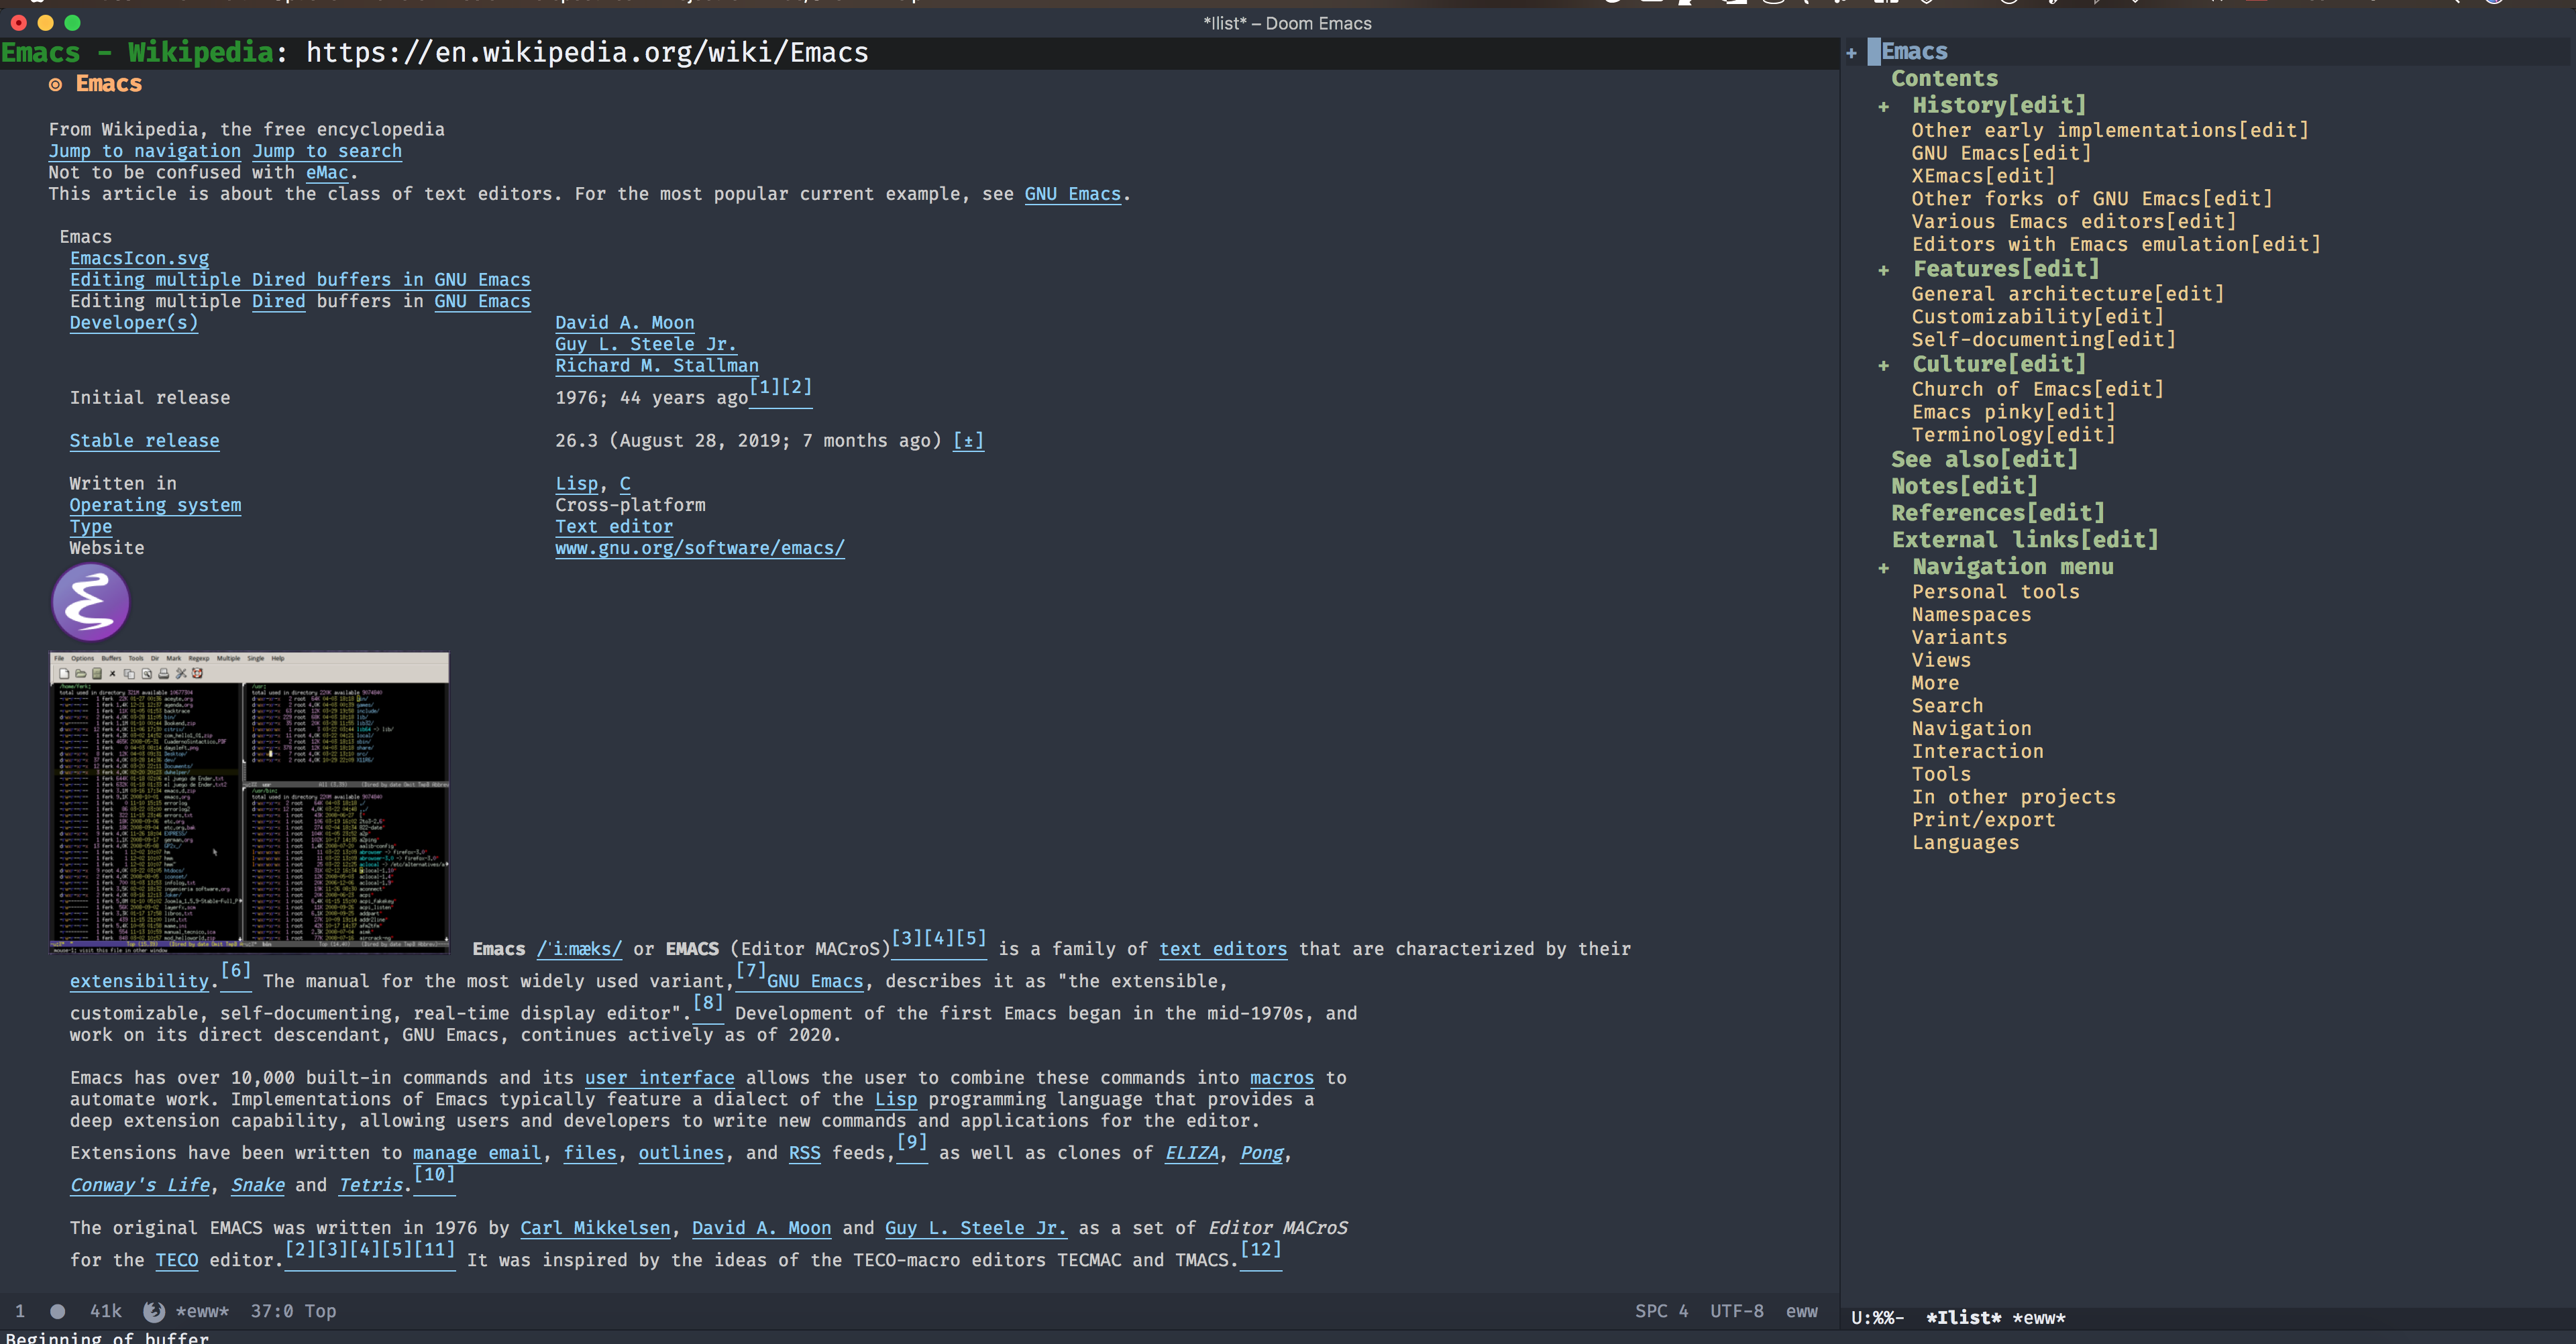 *Ilist* – Doom Emacs
Emacs - Wikipedia: https://en.wikipedia.org/wiki/Emacs
Emacs
From Wikipedia, the free encyclopedia
Jump to navigation Jump to search
Not to be confused with eMac.
This article is about the class of text editors. For the most popular current example, see GNU Emacs.
Emacs
EmacsIcon.svg
Editing multiple Dired buffers in GNU Emacs
Editing multiple Dired buffers in GNU Emacs
Developer(s) David A. Moon
Guy L. Steele Jr.
Richard M. Stallman
Initial release 1976; 44 years ago[1][2]
Stable release 26.3 (August 28, 2019; 7 months ago) [±]
Written in Lisp, C
Operating system Cross-platform
Type Text editor
Website www.gnu.org/software/emacs/
File Options Buffers Tools Dir Mark Regexp Multiple Single Help
Emacs /ˈiːmæks/ or EMACS (Editor MACroS)[3][4][5] is a family of text editors that are characterized by their
extensibility.[6] The manual for the most widely used variant,[7]GNU Emacs, describes it as "the extensible,
customizable, self-documenting, real-time display editor".[8] Development of the first Emacs began in the mid-1970s, and
work on its direct descendant, GNU Emacs, continues actively as of 2020.
Emacs has over 10,000 built-in commands and its user interface allows the user to combine these commands into macros to
automate work. Implementations of Emacs typically feature a dialect of the Lisp programming language that provides a
deep extension capability, allowing users and developers to write new commands and applications for the editor.
Extensions have been written to manage email, files, outlines, and RSS feeds,[9] as well as clones of ELIZA, Pong,
Conway's Life, Snake and Tetris.[10]
The original EMACS was written in 1976 by Carl Mikkelsen, David A. Moon and Guy L. Steele Jr. as a set of Editor MACroS
for the TECO editor.[2][3][4][5][11] It was inspired by the ideas of the TECO-macro editors TECMAC and TMACS.[12]
1 41k *eww* 37:0 Top SPC 4 UTF-8 eww
Beginning of buffer
+ Emacs
Contents
+ History[edit]
Other early implementations[edit]
GNU Emacs[edit]
XEmacs[edit]
Other forks of GNU Emacs[edit]
Various Emacs editors[edit]
Editors with Emacs emulation[edit]
+ Features[edit]
General architecture[edit]
Customizability[edit]
Self-documenting[edit]
+ Culture[edit]
Church of Emacs[edit]
Emacs pinky[edit]
Terminology[edit]
See also[edit]
Notes[edit]
References[edit]
External links[edit]
+ Navigation menu
Personal tools
Namespaces
Variants
Views
More
Search
Navigation
Interaction
Tools
In other projects
Print/export
Languages
U:%%- *Ilist* *eww*